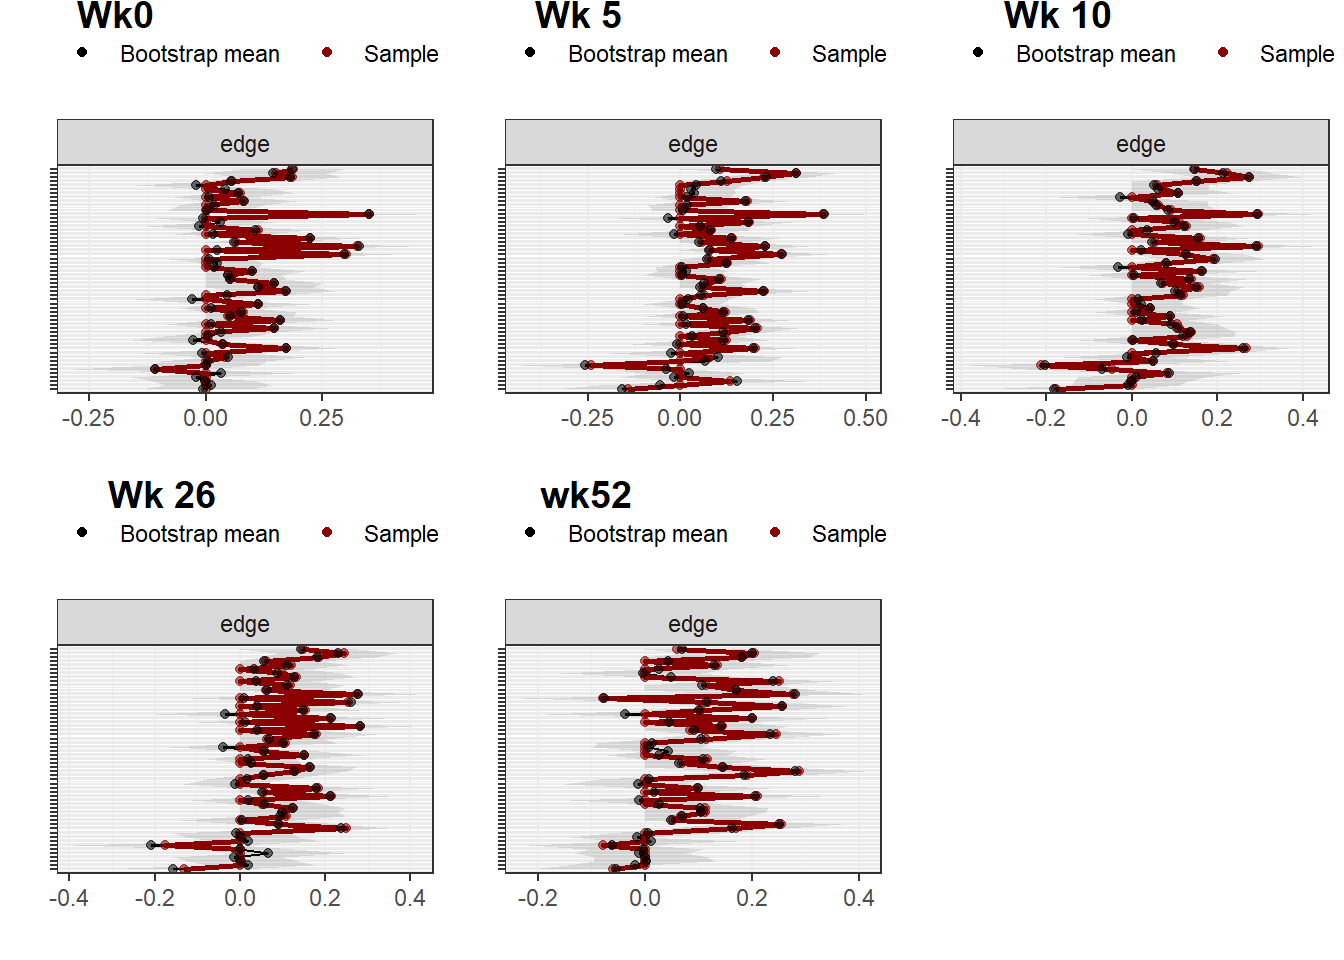 Wk0
Bootstrap mean Sample
edge
-0.25 0.00 0.25
Wk 5
Bootstrap mean Sample
edge
-0.25 0.00 0.25 0.50
Wk 10
Bootstrap mean Sample
edge
-0.4 -0.2 0.0 0.2 0.4
Wk 26
Bootstrap mean Sample
edge
-0.4 -0.2 0.0 0.2 0.4
wk52
Bootstrap mean Sample
edge
-0.2 0.0 0.2 0.4